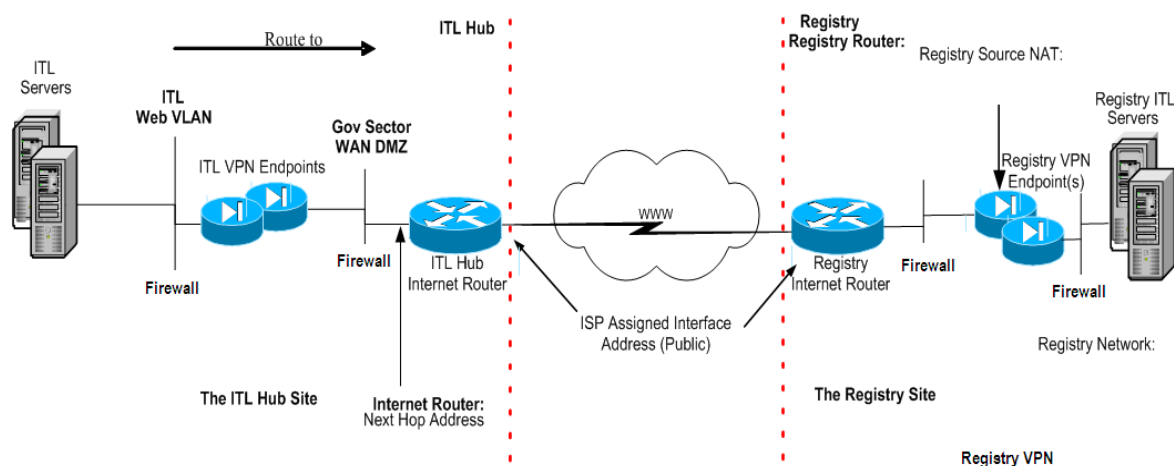 Route to
ITL Hub
Registry
Registry Router:
Registry Source NAT:
ITL
Servers
ITL
Web VLAN
Gov Sector
WAN DMZ
ITL VPN Endpoints
Registry ITL
Servers
Registry VPN
Endpoint(s)
WWW
Firewall
Firewall
ITL Hub
Internet Router
Registry
Internet Router
Firewall
Firewall
ISP Assigned Interface
Address (Public)
Registry Network:
The ITL Hub Site
Internet Router:
Next Hop Address
The Registry Site
Registry VPN